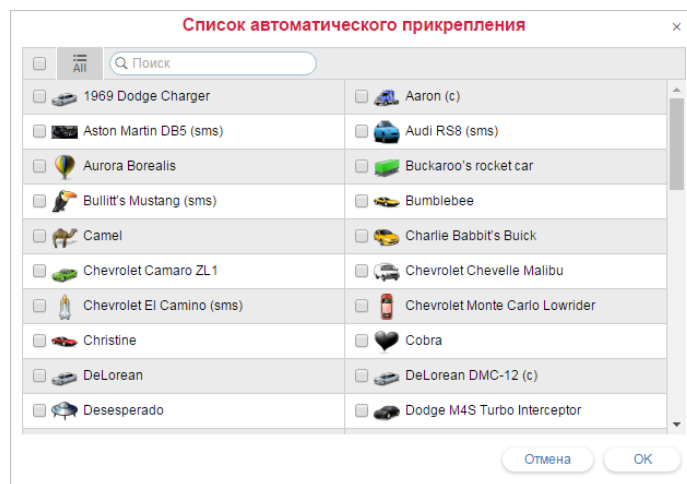 Список автоматического прикрепления
×
All
Поиск
1969 Dodge Charger
Aaron (c)
Aston Martin DB5 (sms)
Audi RS8 (sms)
Aurora Borealis
Buckaroo's rocket car
Bullitt's Mustang (sms)
Bumblebee
Camel
Charlie Babbit's Buick
Chevrolet Camaro ZL1
Chevrolet Chevelle Malibu
Chevrolet El Camino (sms)
Chevrolet Monte Carlo Lowrider
Christine
Cobra
DeLorean
DeLorean DMC-12 (c)
Desesperado
Dodge M4S Turbo Interceptor
Отмена
OK